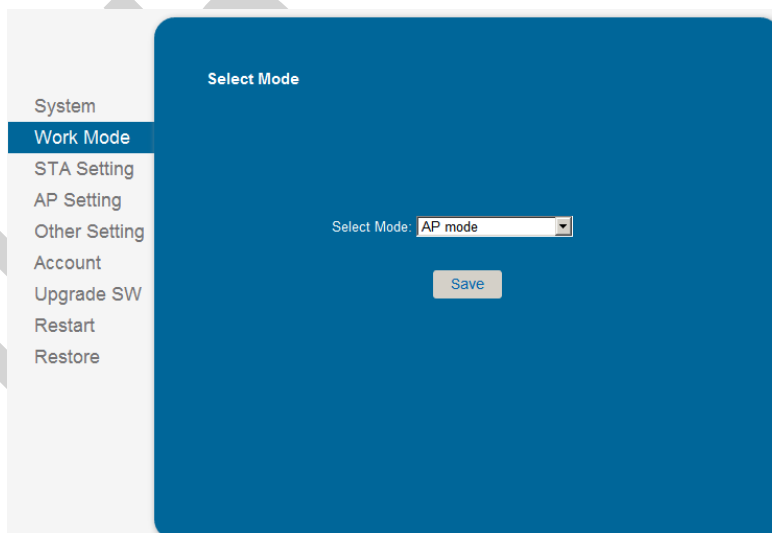 System
Work Mode
STA Setting
AP Setting
Other Setting
Account
Upgrade SW
Restart
Restore
Select Mode
Select Mode: AP mode
Save